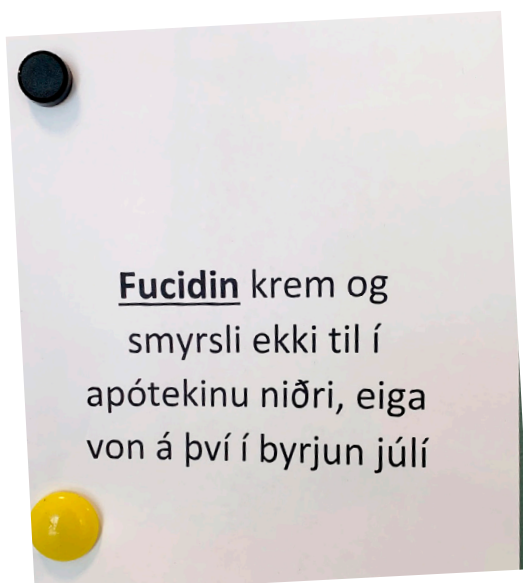 Fucidin krem og
smyrsli ekki til í
apótekinu niðri, eiga
von á því í byrjun júlí